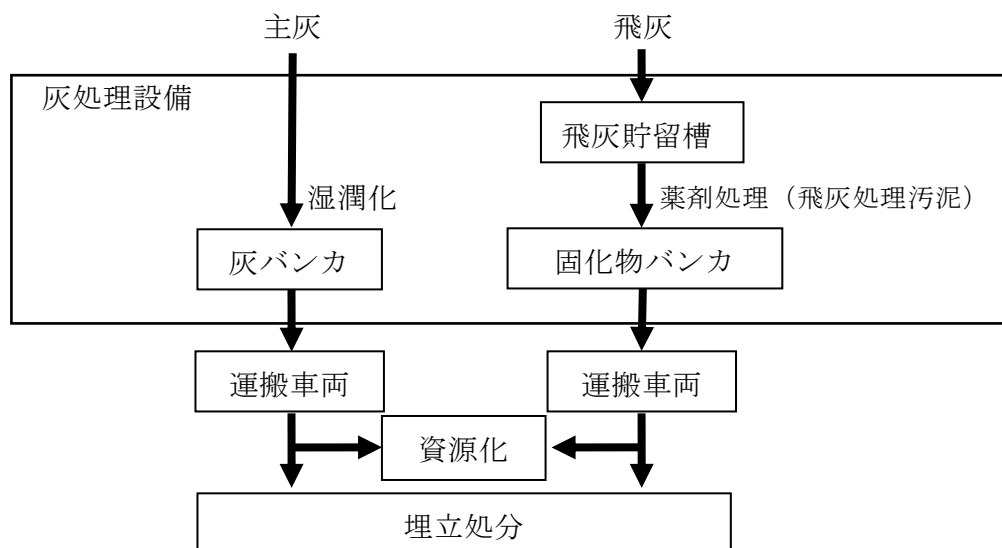 主灰
飛灰
灰処理設備
飛灰貯留槽
湿潤化
薬剤処理（飛灰処理汚泥）
灰バンカ
固化物バンカ
運搬車両
運搬車両
資源化
埋立処分